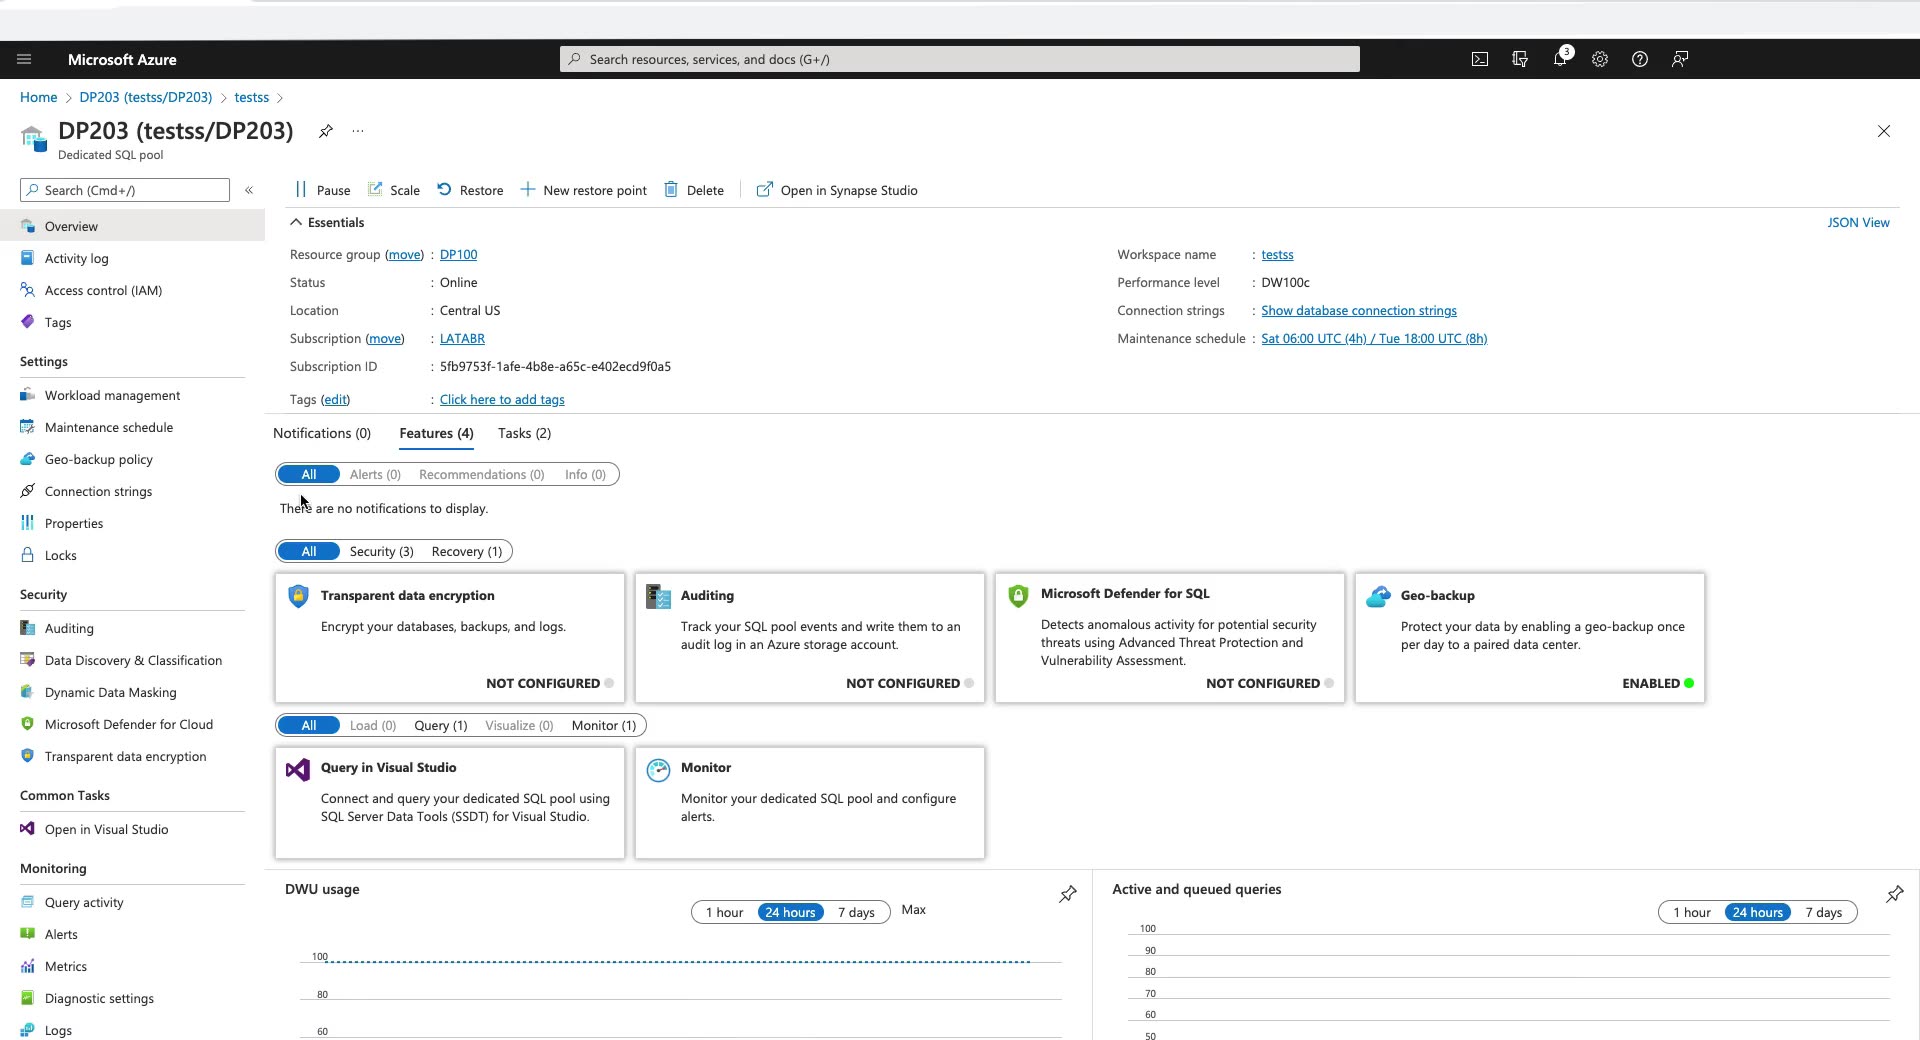 Microsoft Azure
Search resources, services, and docs (G+/)
3
Home > DP203 (testss/DP203) > testss >
DP203 (testss/DP203)
...
Dedicated SQL pool
Search (Cmd+/)
«
Pause
Scale
Restore
New restore point
Delete
Open in Synapse Studio
Overview
Activity log
Access control (IAM)
Tags
Settings
Workload management
Maintenance schedule
Geo-backup policy
Connection strings
Properties
Locks
Security
Auditing
Data Discovery & Classification
Dynamic Data Masking
Microsoft Defender for Cloud
Transparent data encryption
Common Tasks
Open in Visual Studio
Monitoring
Query activity
Alerts
Metrics
Diagnostic settings
Logs
Essentials
JSON View
Resource group (move) : DP100
Status : Online
Location : Central US
Subscription (move) : LATABR
Subscription ID : 5fb9753f-1afe-4b8e-a65c-e402ecd9f0a5
Tags (edit) : Click here to add tags
Workspace name : testss
Performance level : DW100c
Connection strings : Show database connection strings
Maintenance schedule : Sat 06:00 UTC (4h) / Tue 18:00 UTC (8h)
Notifications (0)
Features (4)
Tasks (2)
All Alerts (0) Recommendations (0) Info (0)
There are no notifications to display.
All Security (3) Recovery (1)
Transparent data encryption
Encrypt your databases, backups, and logs.
NOT CONFIGURED
Auditing
Track your SQL pool events and write them to an
audit log in an Azure storage account.
NOT CONFIGURED
Microsoft Defender for SQL
Detects anomalous activity for potential security
threats using Advanced Threat Protection and
Vulnerability Assessment.
NOT CONFIGURED
Geo-backup
Protect your data by enabling a geo-backup once
per day to a paired data center.
ENABLED
All Load (0) Query (1) Visualize (0) Monitor (1)
Query in Visual Studio
Connect and query your dedicated SQL pool using
SQL Server Data Tools (SSDT) for Visual Studio.
Monitor
Monitor your dedicated SQL pool and configure
alerts.
DWU usage
1 hour 24 hours 7 days Max
100
80
60
Active and queued queries
1 hour 24 hours 7 days
100
90
80
70
60
50